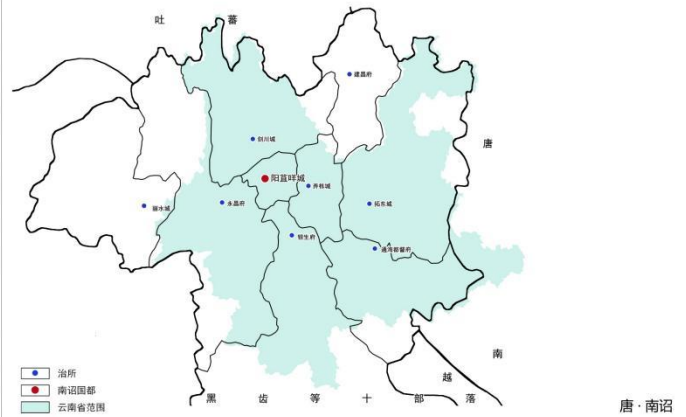 吐 蕃
建昌府
剑川城
唐
阳苴咩城
弄栋城
丽水城
永昌府
拓东城
银生府
通海都督府
南
越
黑 齿 等 十 部 落
治所
南诏国都
云南省范围
唐·南诏